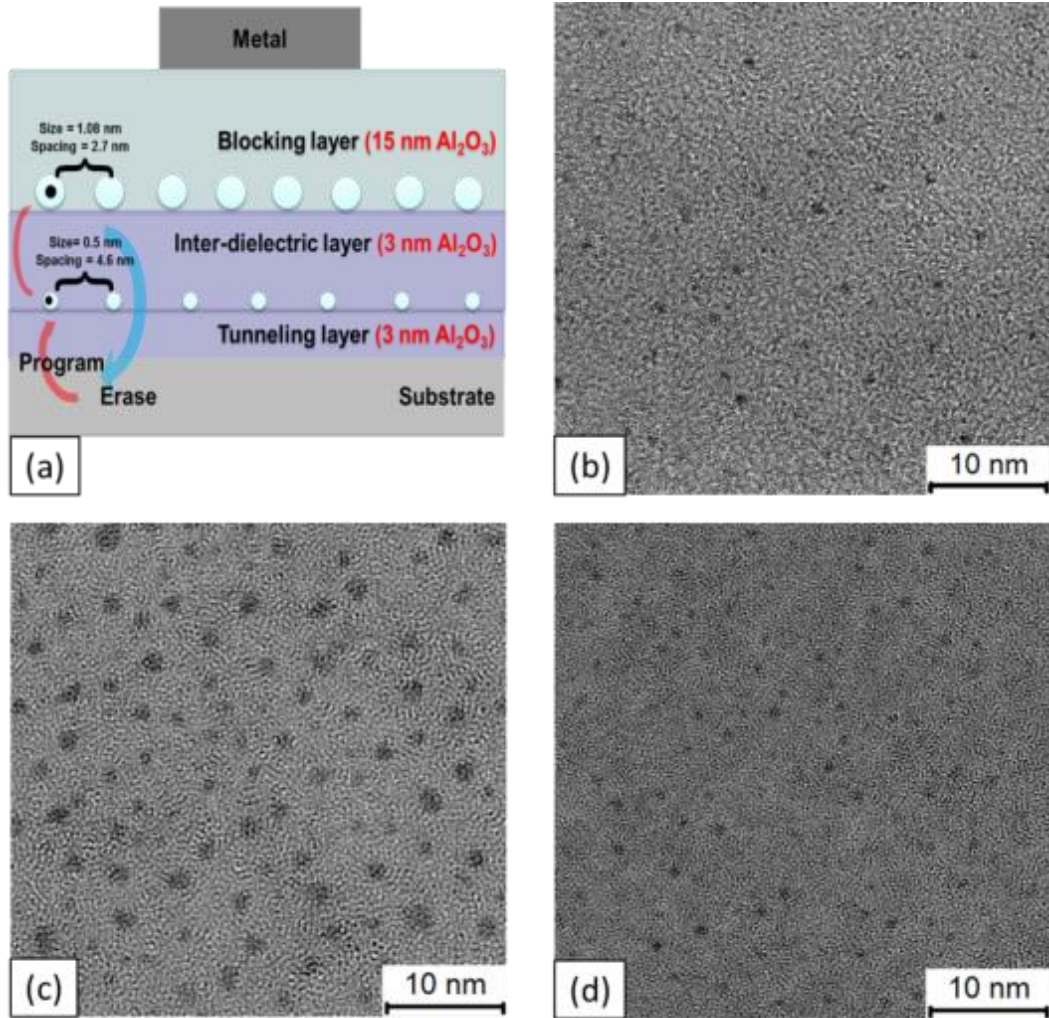 Metal
Size = 1.08 nm
Spacing = 2.7 nm
Blocking layer (15 nm Al₂O₃)
Size= 0.5 nm
Spacing = 4.6 nm
Inter-dielectric layer (3 nm Al₂O₃)
Tunneling layer (3 nm Al₂O₃)
Program
Erase
Substrate
(a)
(b)
10 nm
(c)
10 nm
(d)
10 nm